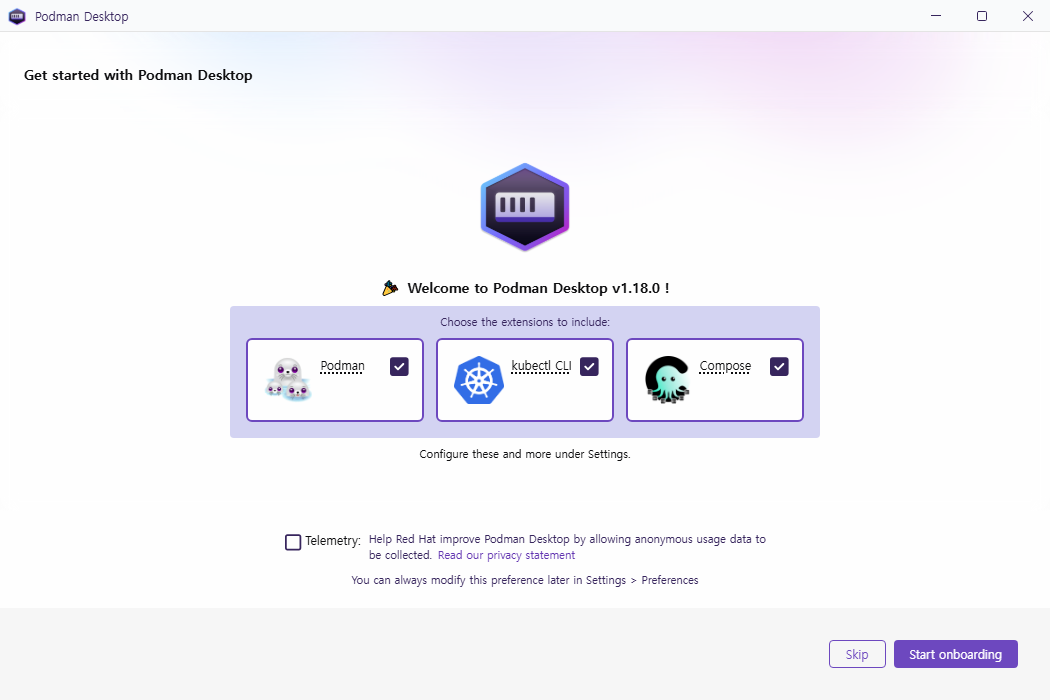 Podman Desktop
Get started with Podman Desktop
Welcome to Podman Desktop v1.18.0 !
Choose the extensions to include:
Podman
kubectl CLI
Compose
Configure these and more under Settings.
Telemetry:
Help Red Hat improve Podman Desktop by allowing anonymous usage data to
be collected. Read our privacy statement
You can always modify this preference later in Settings > Preferences
Skip
Start onboarding